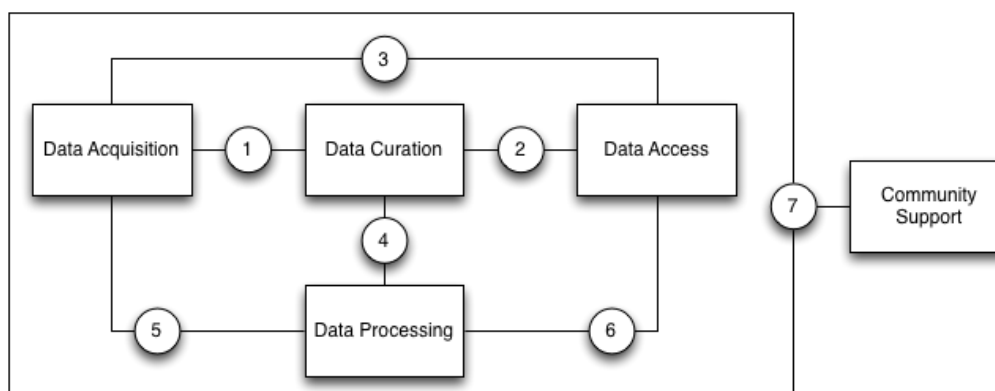 3
Data Acquisition
1
Data Curation
2
Data Access
7
Community
Support
4
5
Data Processing
6